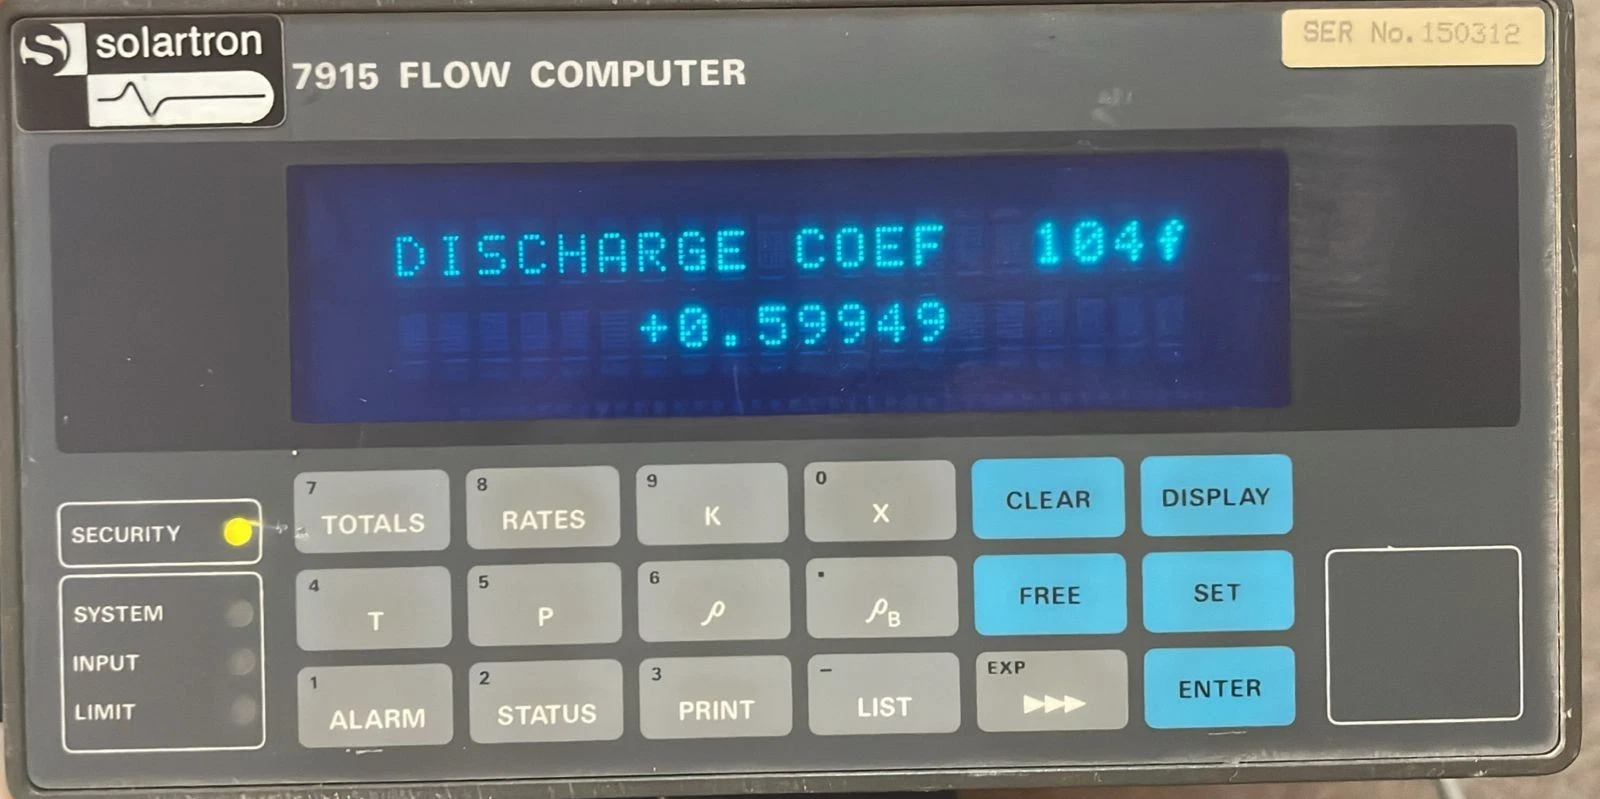 solartron
7915 FLOW COMPUTER
SER No.150312
DISCHARGE COEF 104f
+0.59949
SECURITY
SYSTEM
INPUT
LIMIT
7 TOTALS
8 RATES
9 K
0 X
CLEAR
DISPLAY
4 T
5 P
6 ρ
. ρB
FREE
SET
1 ALARM
2 STATUS
3 PRINT
– LIST
EXP
ENTER